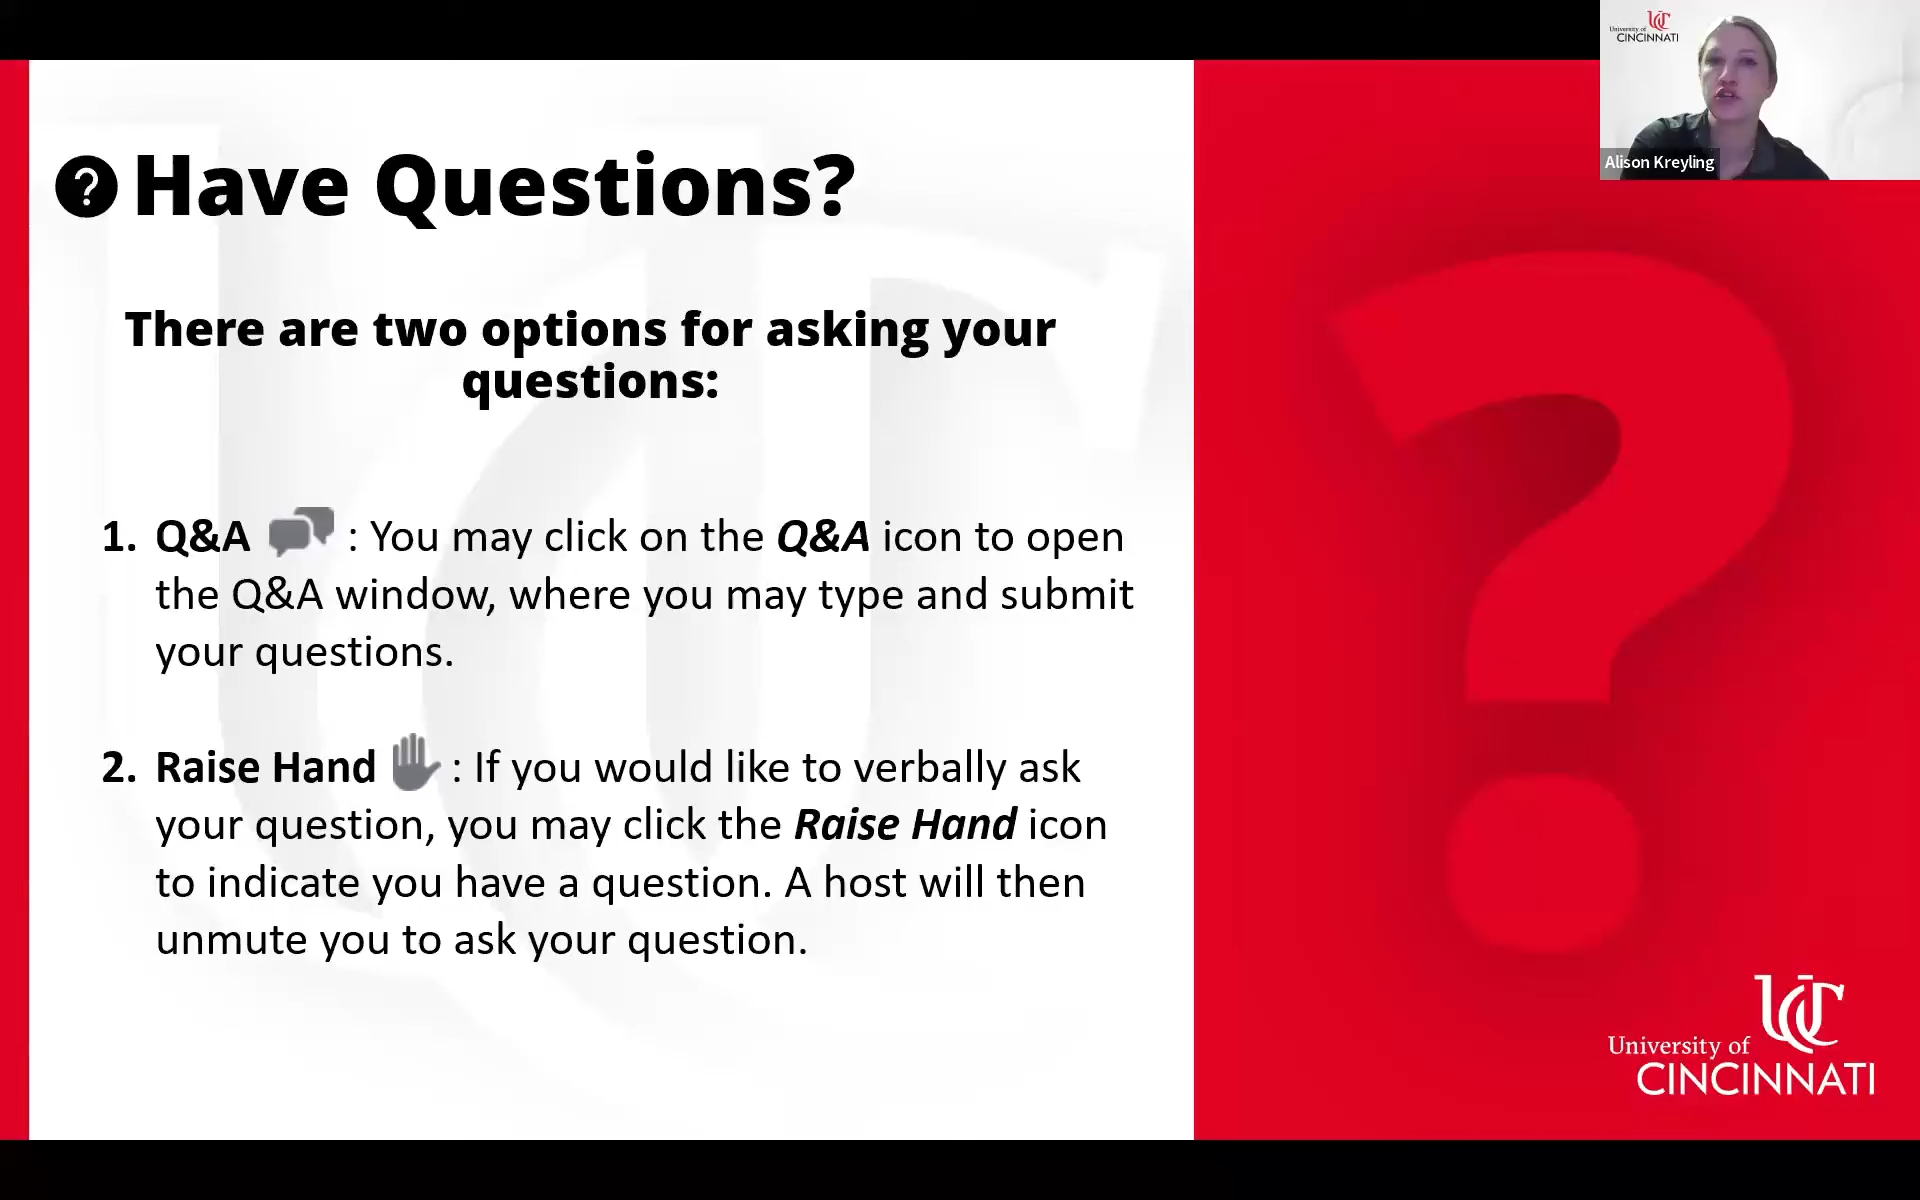 University of
CINCINNATI
Alison Kreyling
? Have Questions?
There are two options for asking your
questions:
1. Q&A : You may click on the Q&A icon to open
the Q&A window, where you may type and submit
your questions.
2. Raise Hand : If you would like to verbally ask
your question, you may click the Raise Hand icon
to indicate you have a question. A host will then
unmute you to ask your question.
?
UC
University of
CINCINNATI